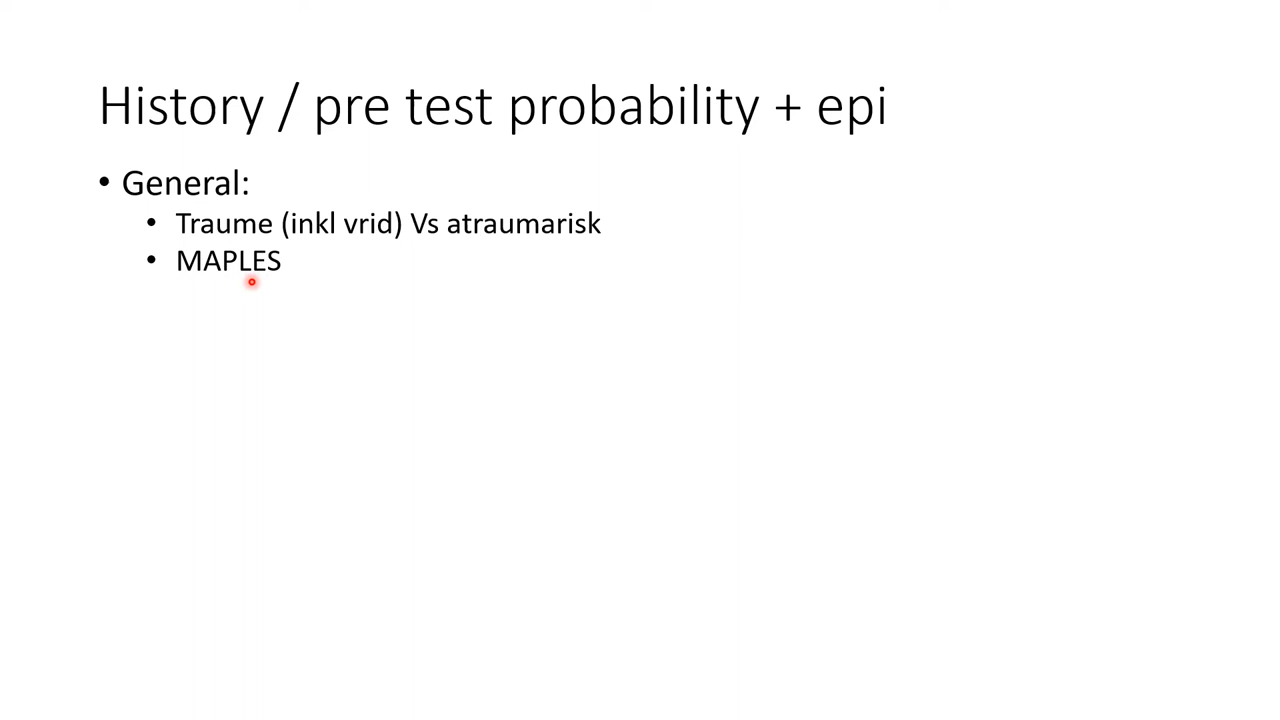 History / pre test probability + epi
• General:
• Traume (inkl vrid) Vs atraumarisk
• MAPLES